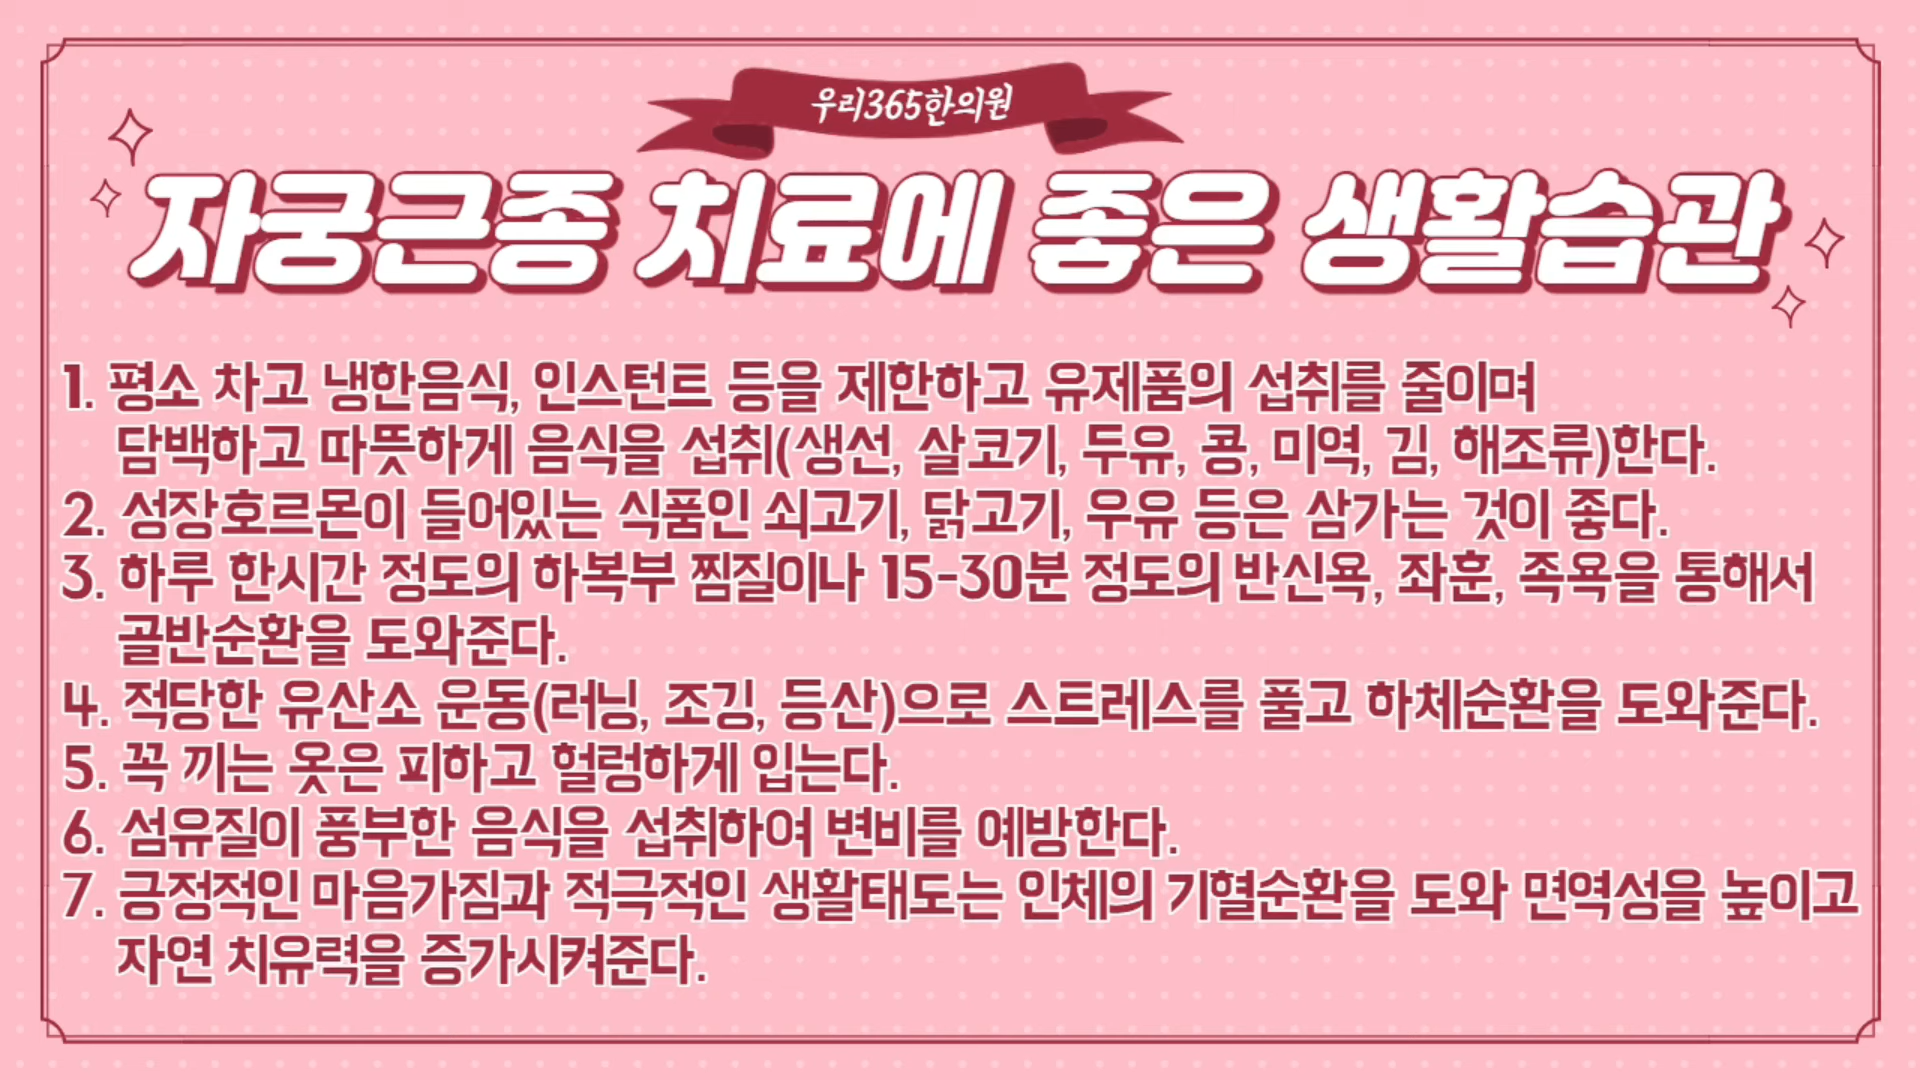 우리365한의원
자궁근종 치료에 좋은 생활습관
1. 평소 차고 냉한음식, 인스턴트 등을 제한하고 유제품의 섭취를 줄이며
담백하고 따뜻하게 음식을 섭취(생선, 살코기, 두유, 콩, 미역, 김, 해조류)한다.
2. 성장호르몬이 들어있는 식품인 쇠고기, 닭고기, 우유 등은 삼가는 것이 좋다.
3. 하루 한시간 정도의 하복부 찜질이나 15-30분 정도의 반신욕, 좌훈, 족욕을 통해서
골반순환을 도와준다.
4. 적당한 유산소 운동(러닝, 조깅, 등산)으로 스트레스를 풀고 하체순환을 도와준다.
5. 꼭 끼는 옷은 피하고 헐렁하게 입는다.
6. 섬유질이 풍부한 음식을 섭취하여 변비를 예방한다.
7. 긍정적인 마음가짐과 적극적인 생활태도는 인체의 기혈순환을 도와 면역성을 높이고
자연 치유력을 증가시켜준다.